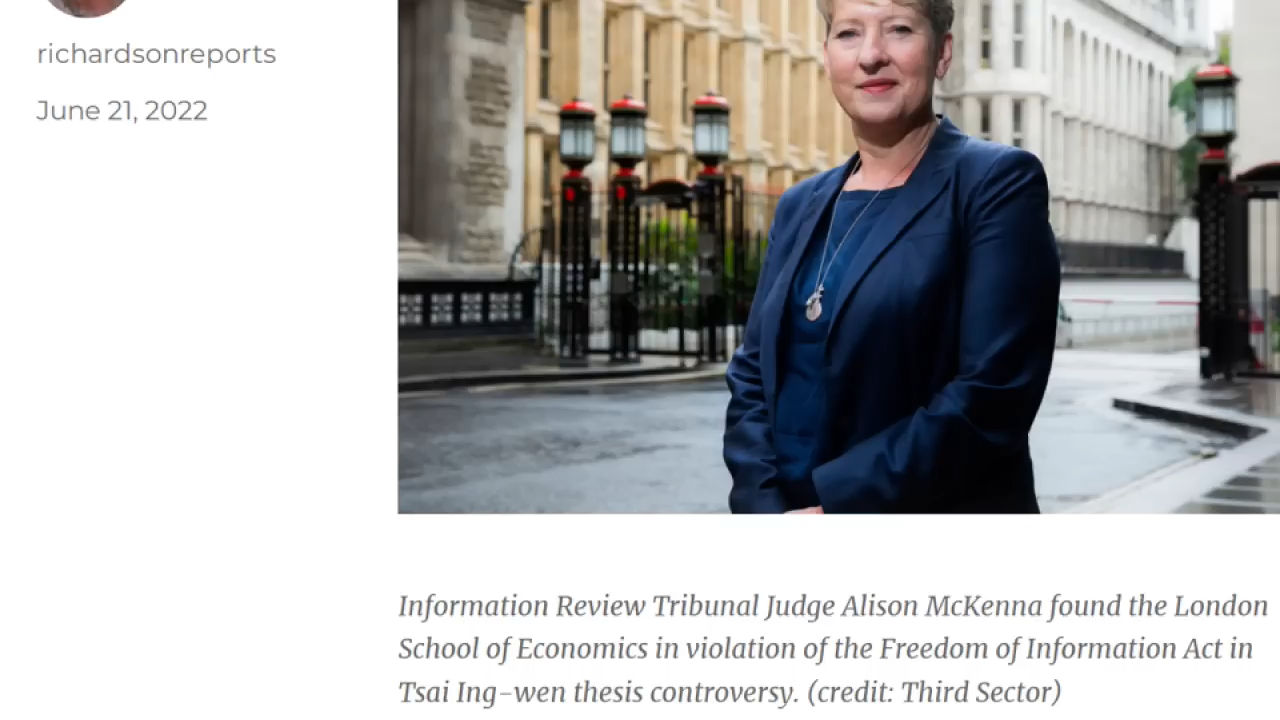 richardsonreports
June 21, 2022
Information Review Tribunal Judge Alison McKenna found the London
School of Economics in violation of the Freedom of Information Act in
Tsai Ing-wen thesis controversy. (credit: Third Sector)